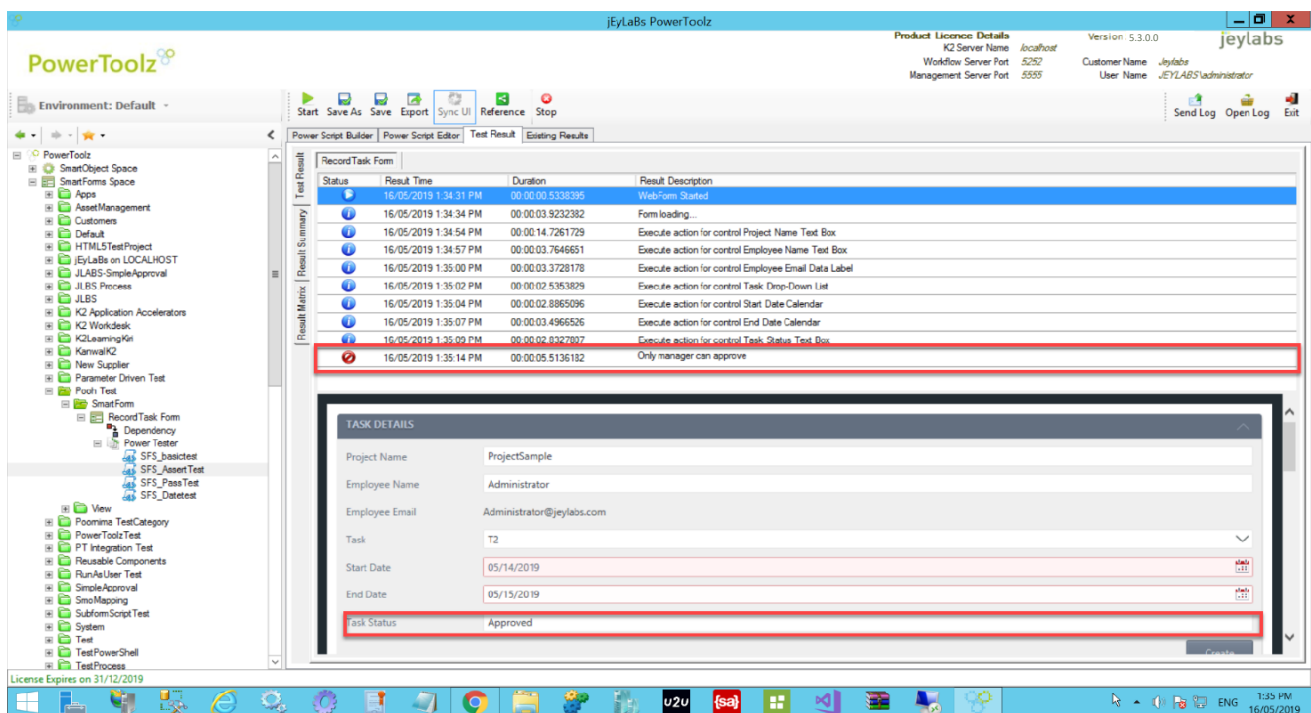 jEyLaBs PowerToolz
PowerToolz
Product Licence Details
K2 Server Name localhost
Workflow Server Port 5252
Management Server Port 5555
Version 5.3.0.0
Customer Name Jeylabs
User Name JEYLABS\administrator
jeylabs
Environment: Default
Start Save As Save Export Sync UI Reference Stop
Send Log Open Log Exit
Power Script Builder Power Script Editor Test Result Existing Results
PowerToolz
SmartObject Space
SmartForms Space
Apps
AssetManagement
Customers
Default
HTML5TestProject
jEyLaBs on LOCALHOST
JLABS-SimpleApproval
JLBS Process
JLBS
K2 Application Accelerators
K2 Workdesk
K2LearningKiri
KanwalK2
New Supplier
Parameter Driven Test
Pooh Test
SmartForm
RecordTask Form
Dependency
Power Tester
SFS_basictest
SFS_AssertTest
SFS_PassTest
SFS_Datetest
View
Poornima TestCategory
PowerToolzTest
PT Integration Test
Reusable Components
RunAsUser Test
SimpleApproval
SmoMapping
SubformScriptTest
System
Test
TestPowerShell
TestProcess
Test Result
Result Summary
Result Matrix
RecordTask Form
Status Result Time Duration Result Description
16/05/2019 1:34:31 PM 00:00:00.5338395 WebForm Started
16/05/2019 1:34:34 PM 00:00:03.9232382 Form loading...
16/05/2019 1:34:54 PM 00:00:14.7261729 Execute action for control Project Name Text Box
16/05/2019 1:34:57 PM 00:00:03.7646651 Execute action for control Employee Name Text Box
16/05/2019 1:35:00 PM 00:00:03.3728178 Execute action for control Employee Email Data Label
16/05/2019 1:35:02 PM 00:00:02.5353829 Execute action for control Task Drop-Down List
16/05/2019 1:35:04 PM 00:00:02.8865096 Execute action for control Start Date Calendar
16/05/2019 1:35:07 PM 00:00:03.4966526 Execute action for control End Date Calendar
16/05/2019 1:35:09 PM 00:00:02.8327007 Execute action for control Task Status Text Box
16/05/2019 1:35:14 PM 00:00:05.5136182 Only manager can approve
TASK DETAILS
Project Name ProjectSample
Employee Name Administrator
Employee Email Administrator@jeylabs.com
Task T2
Start Date 05/14/2019
End Date 05/15/2019
Task Status Approved
Create
License Expires on 31/12/2019
u2u
{sa}
ENG
1:35 PM
16/05/2019